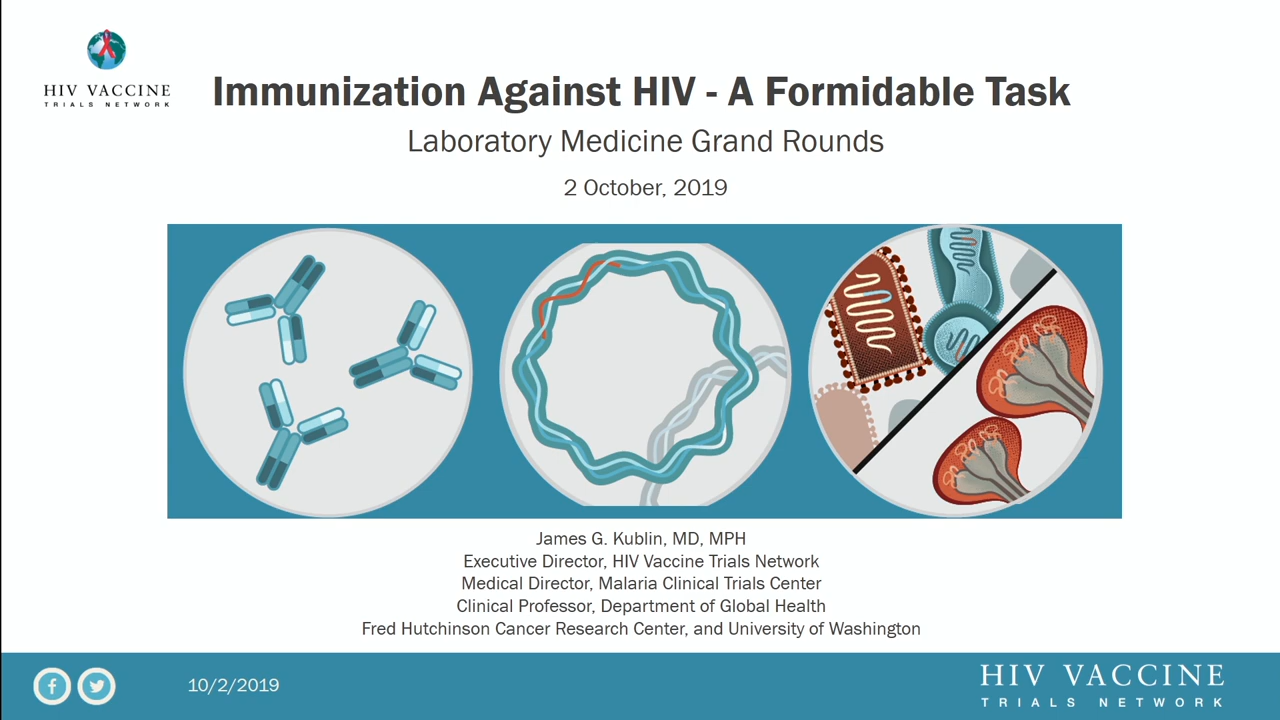 HIV VACCINE
TRIALS NETWORK
Immunization Against HIV - A Formidable Task
Laboratory Medicine Grand Rounds
2 October, 2019
James G. Kublin, MD, MPH
Executive Director, HIV Vaccine Trials Network
Medical Director, Malaria Clinical Trials Center
Clinical Professor, Department of Global Health
Fred Hutchinson Cancer Research Center, and University of Washington
10/2/2019
HIV VACCINE
TRIALS NETWORK